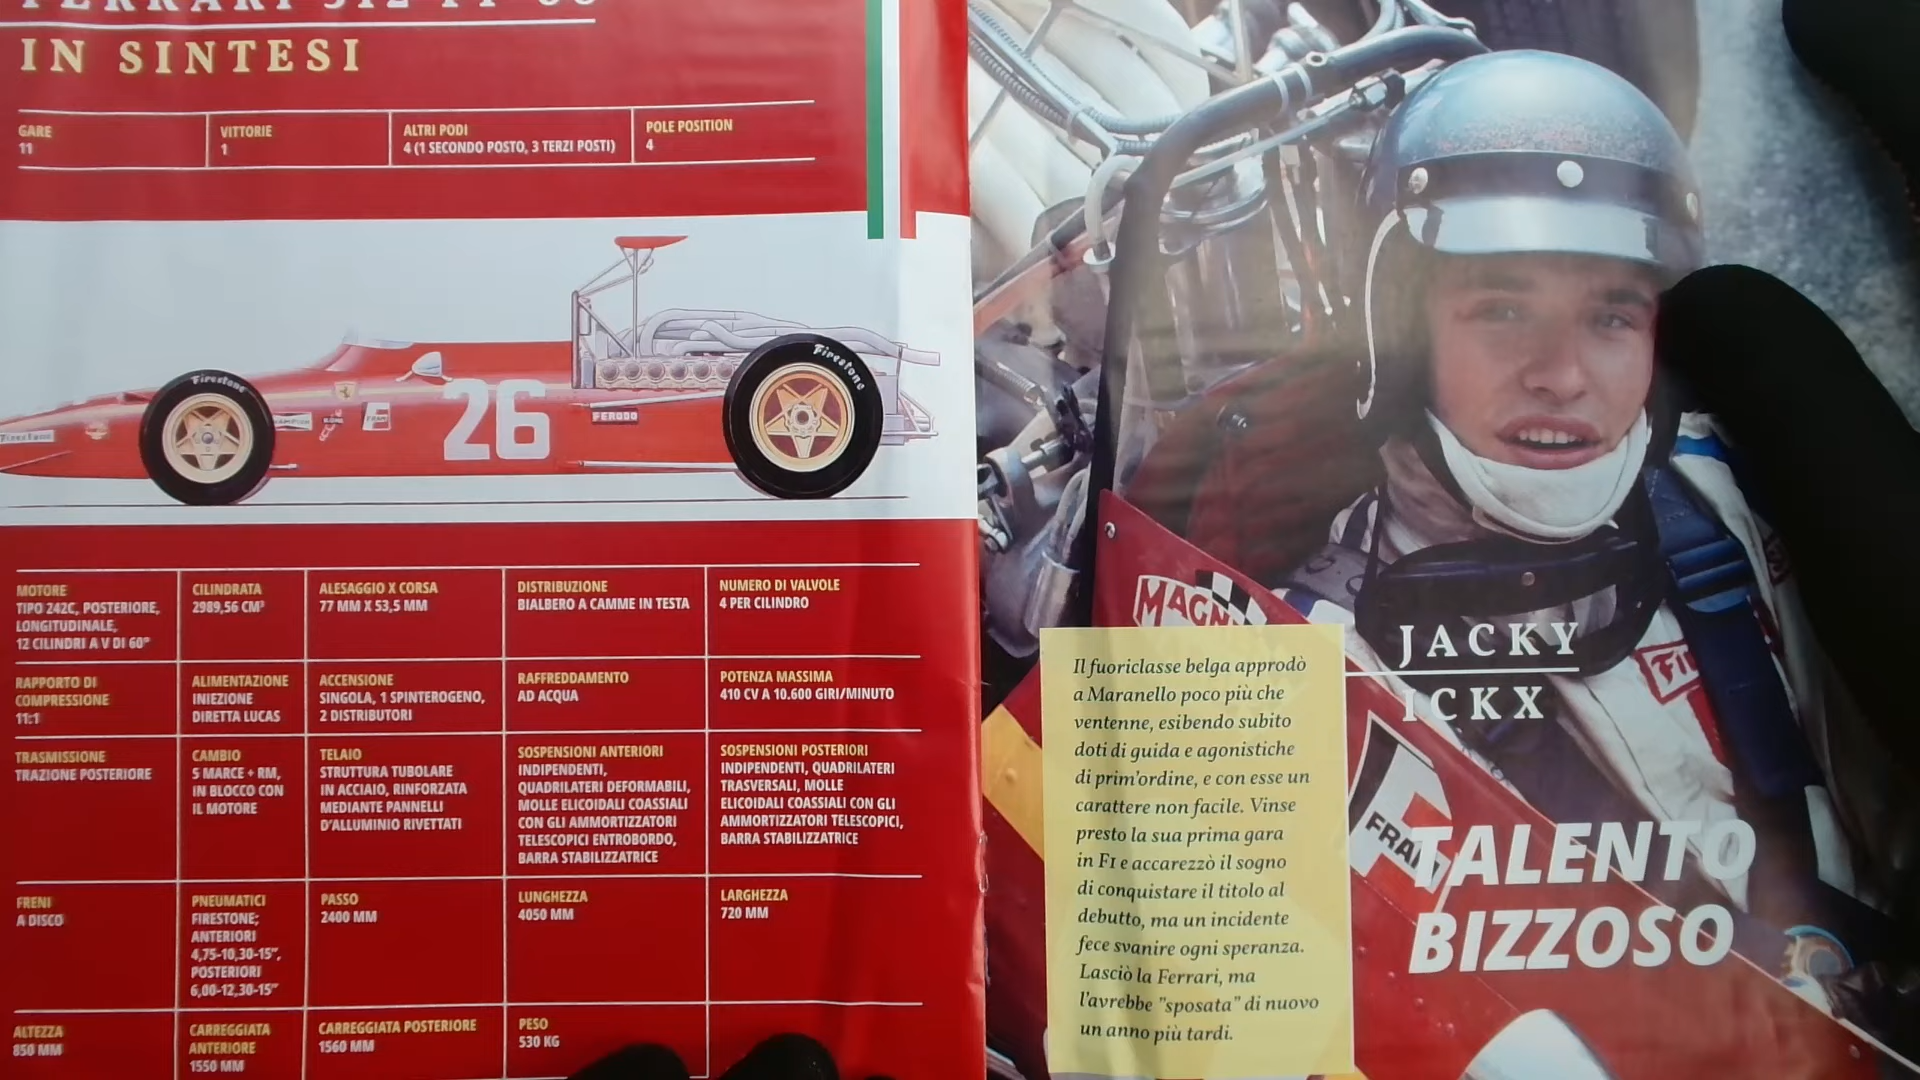 IN SINTESI
GARE
11
VITTORIE
1
ALTRI PODI
4 (1 SECONDO POSTO, 3 TERZI POSTI)
POLE POSITION
4
Firestone
Firestone
Firestone
26
FERODO
MOTORE
TIPO 242C, POSTERIORE,
LONGITUDINALE,
12 CILINDRI A V DI 60°
CILINDRATA
2989,56 CM³
ALESAGGIO X CORSA
77 MM X 53,5 MM
DISTRIBUZIONE
BIALBERO A CAMME IN TESTA
NUMERO DI VALVOLE
4 PER CILINDRO
RAPPORTO DI
COMPRESSIONE
11:1
ALIMENTAZIONE
INIEZIONE
DIRETTA LUCAS
ACCENSIONE
SINGOLA, 1 SPINTEROGENO,
2 DISTRIBUTORI
RAFFREDDAMENTO
AD ACQUA
POTENZA MASSIMA
410 CV A 10.600 GIRI/MINUTO
TRASMISSIONE
TRAZIONE POSTERIORE
CAMBIO
5 MARCE + RM,
IN BLOCCO CON
IL MOTORE
TELAIO
STRUTTURA TUBOLARE
IN ACCIAIO, RINFORZATA
MEDIANTE PANNELLI
D'ALLUMINIO RIVETTATI
SOSPENSIONI ANTERIORI
INDIPENDENTI,
QUADRILATERI DEFORMABILI,
MOLLE ELICOIDALI COASSIALI
CON GLI AMMORTIZZATORI
TELESCOPICI ENTROBORDO,
BARRA STABILIZZATRICE
SOSPENSIONI POSTERIORI
INDIPENDENTI, QUADRILATERI
TRASVERSALI, MOLLE
ELICOIDALI COASSIALI CON GLI
AMMORTIZZATORI TELESCOPICI,
BARRA STABILIZZATRICE
FRENI
A DISCO
PNEUMATICI
FIRESTONE;
ANTERIORI
4,75-10,30-15",
POSTERIORI
6,00-12,30-15"
PASSO
2400 MM
LUNGHEZZA
4050 MM
LARGHEZZA
720 MM
ALTEZZA
850 MM
CARREGGIATA
ANTERIORE
1550 MM
CARREGGIATA POSTERIORE
1560 MM
PESO
530 KG
JACKY
ICKX
TALENTO
BIZZOSO
Il fuoriclasse belga approdò
a Maranello poco più che
ventenne, esibendo subito
doti di guida e agonistiche
di prim'ordine, e con esse un
carattere non facile. Vinse
presto la sua prima gara
in F1 e accarezzò il sogno
di conquistare il titolo al
debutto, ma un incidente
fece svanire ogni speranza.
Lasciò la Ferrari, ma
l'avrebbe "sposata" di nuovo
un anno più tardi.